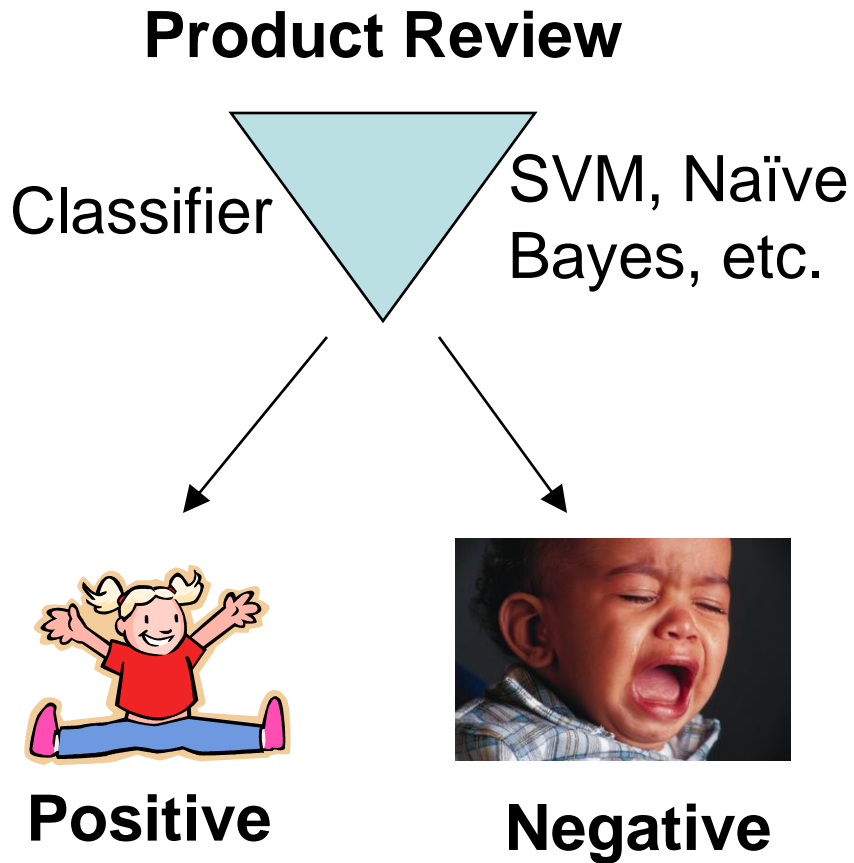 Product Review
Classifier
SVM, Naïve
Bayes, etc.
Positive
Negative